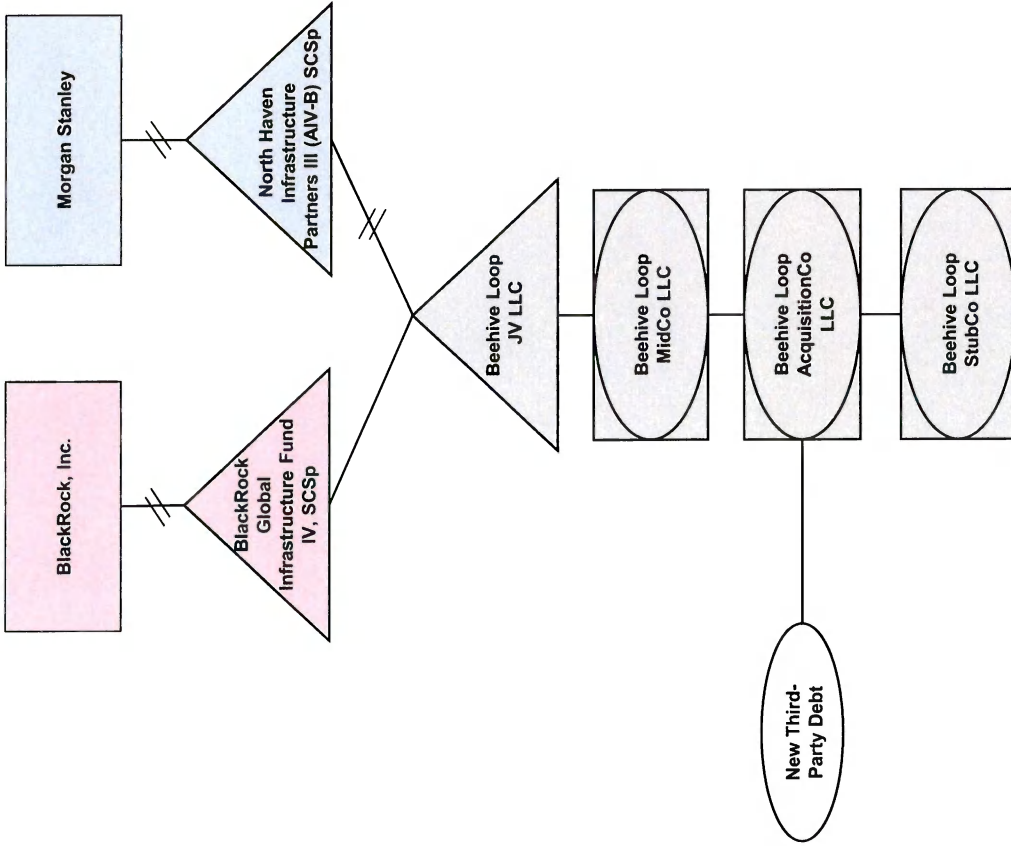 BlackRock, Inc.
Morgan Stanley
BlackRock
Global
Infrastructure Fund
IV, SCSp
North Haven
Infrastructure
Partners III (AIV-B) SCSp
Beehive Loop
JV LLC
Beehive Loop
MidCo LLC
New Third-
Party Debt
Beehive Loop
AcquisitionCo
LLC
Beehive Loop
StubCo LLC